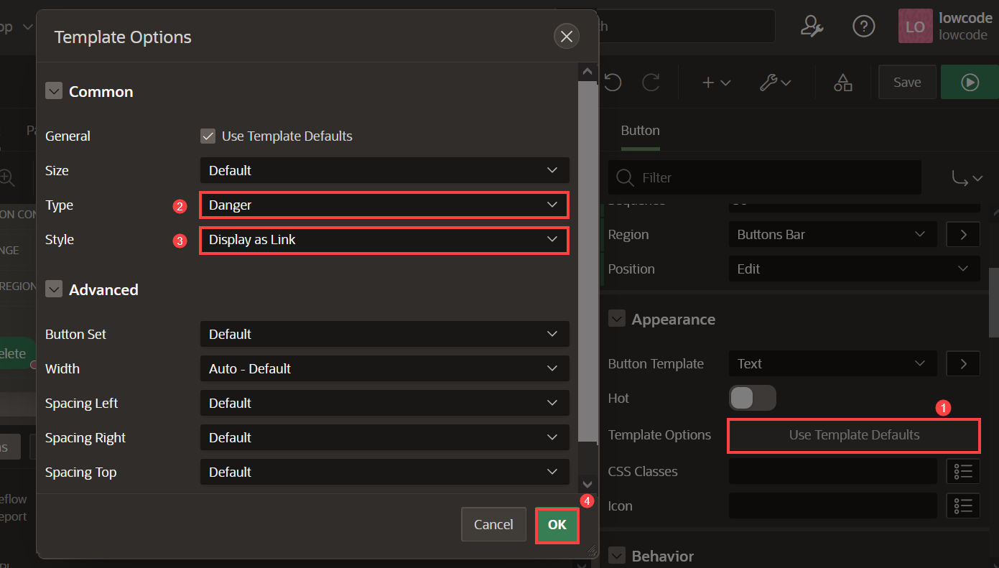 Template Options
Common
General
Use Template Defaults
Size
Default
Type
2
Danger
Style
3
Display as Link
Advanced
Button Set
Default
Width
Auto - Default
Spacing Left
Default
Spacing Right
Default
Spacing Top
Default
Cancel
OK
4
LO
lowcode
lowcode
Save
Button
Filter
Region
Buttons Bar
Position
Edit
Appearance
Button Template
Text
Hot
1
Template Options
Use Template Defaults
CSS Classes
Icon
Behavior
ON CON
NGE
REGION
elete
eflow
eport